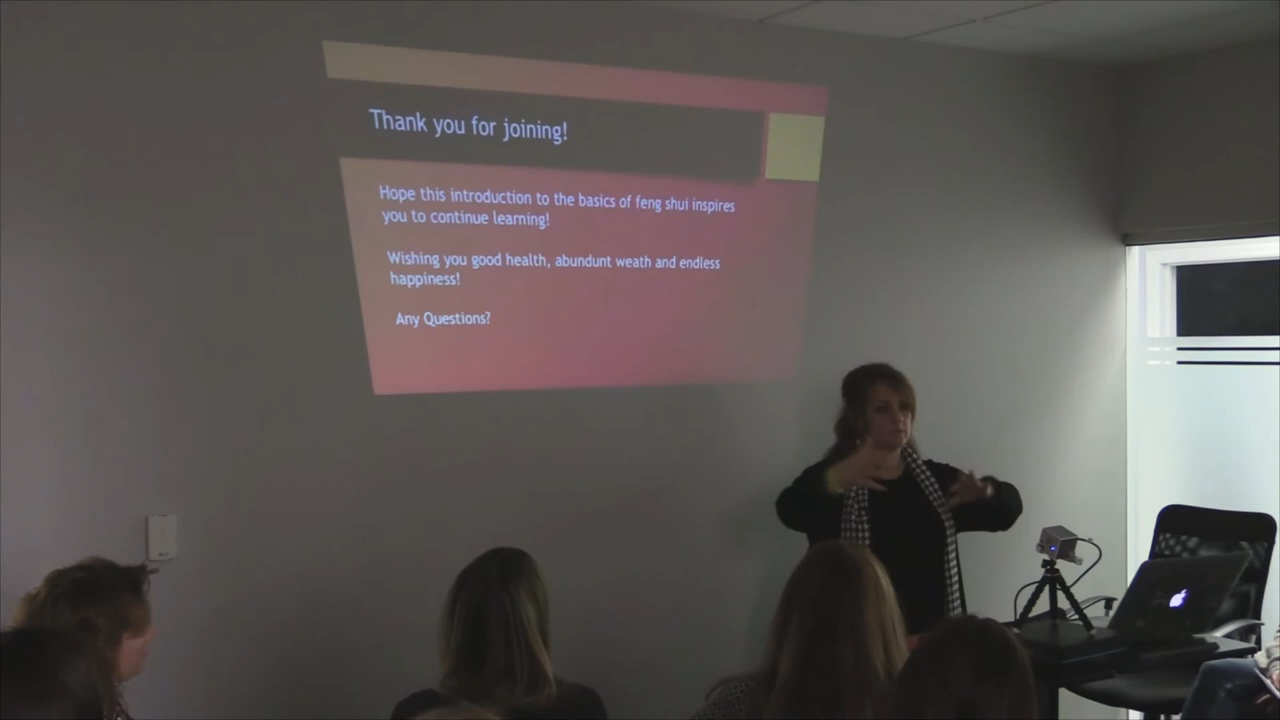 Thank you for joining!
Hope this introduction to the basics of feng shui inspires
you to continue learning!
Wishing you good health, abundunt weath and endless
happiness!
Any Questions?